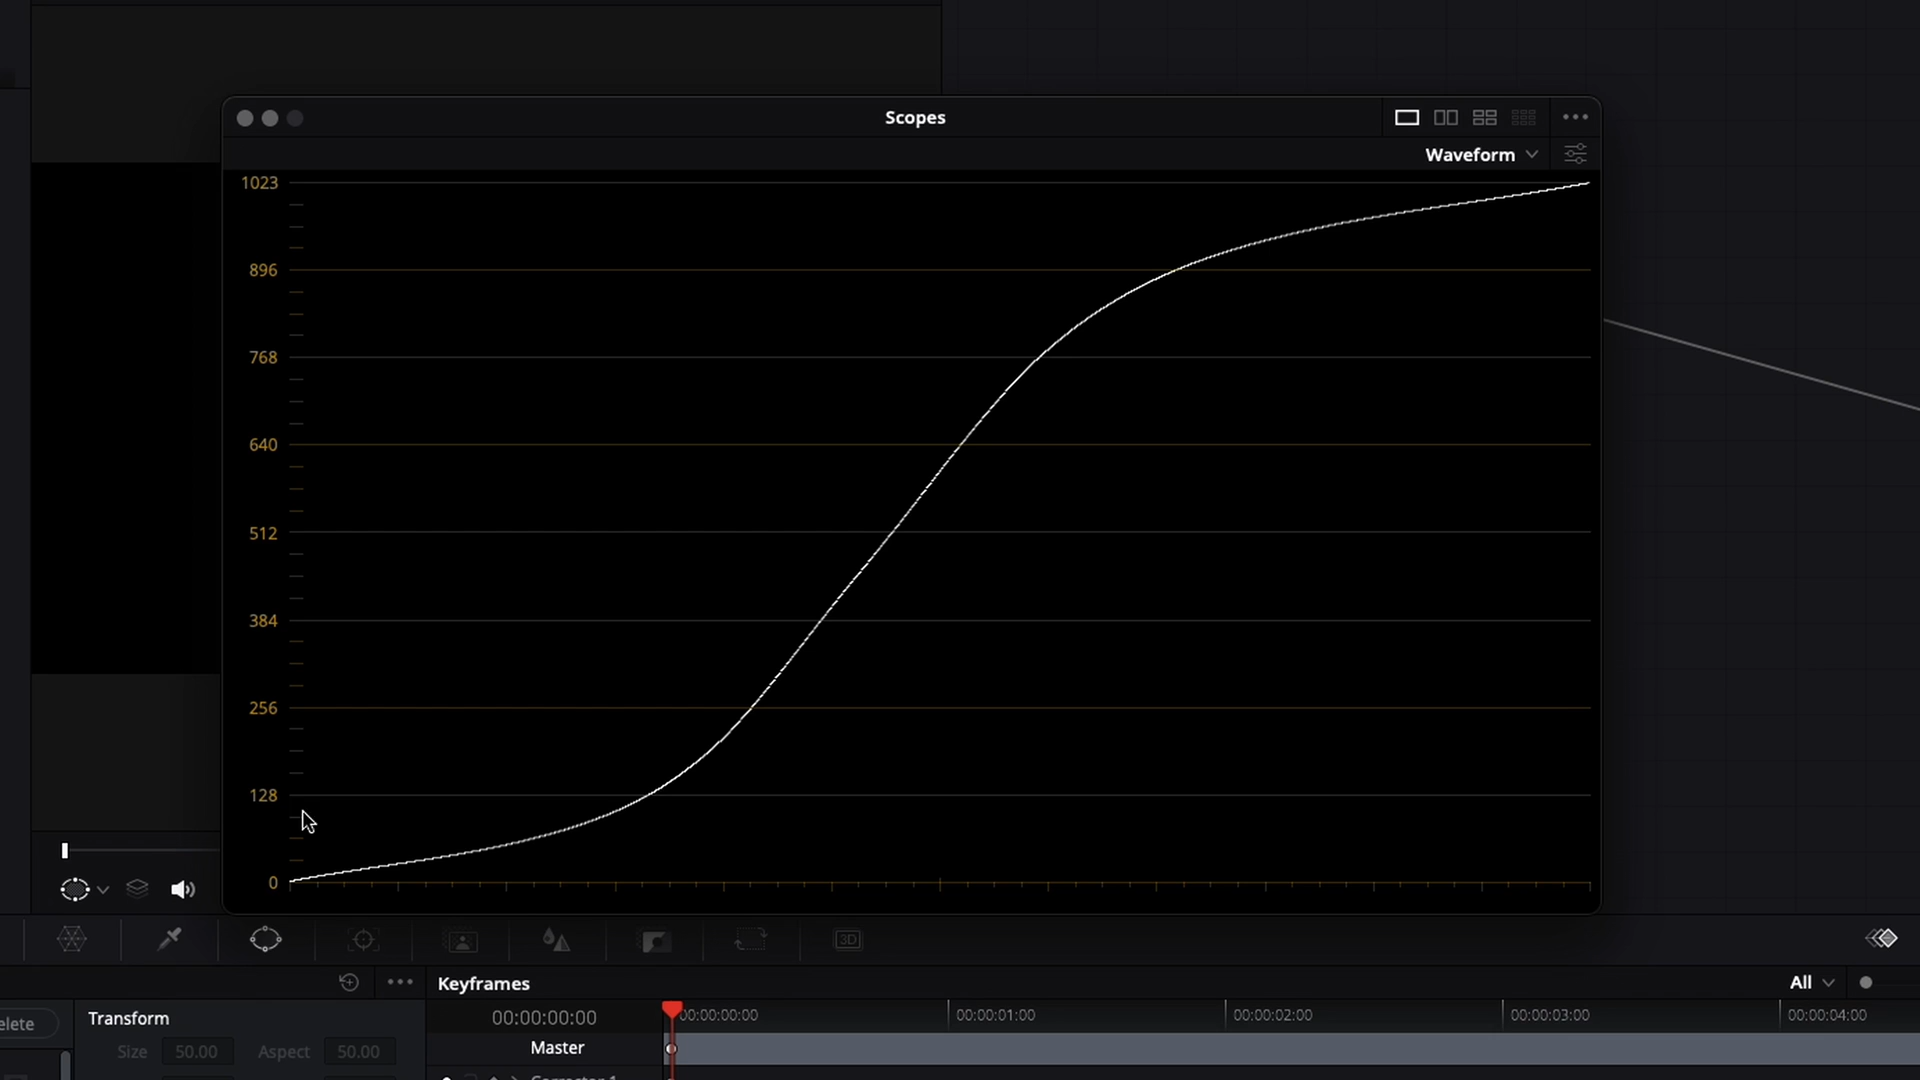 Scopes
Waveform
1023
896
768
640
512
384
256
128
0
3D
Keyframes
All
elete
Transform
00:00:00:00
00:00:00:00
00:00:01:00
00:00:02:00
00:00:03:00
00:00:04:00
Size 50.00 Aspect 50.00
Master